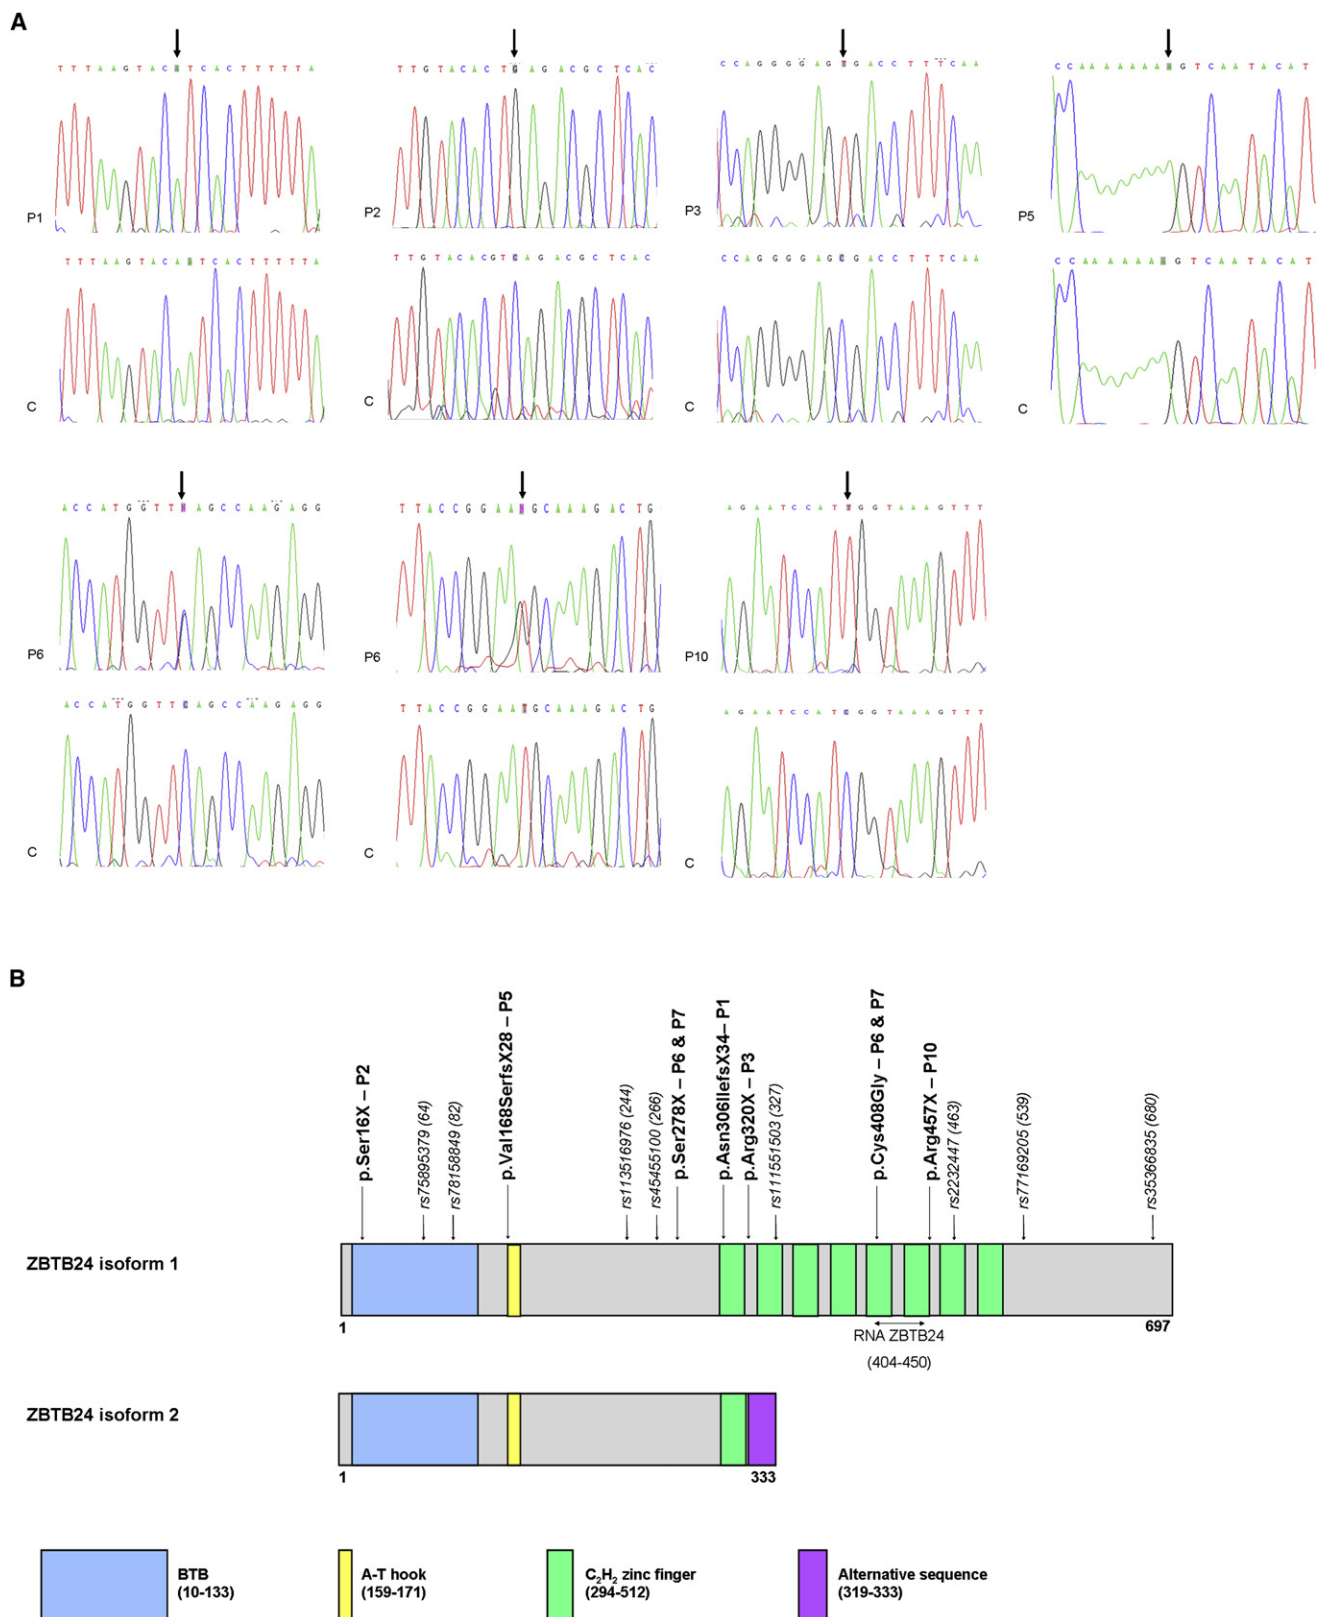 A
T T T A A G T A C A T C A C T T T T T A
T T G T A C A C T G A G A C G C T C A C
C C A G G G G A G T G A C C T T T C A A
C C A A A A A A A A G T C A A T A C A T
P1
P2
P3
P5
T T T A A G T A C A A T C A C T T T T T A
T T G T A C A C G T C A G A C G C T C A C
C C A G G G G A G C G A C C T T T C A A
C C A A A A A A A G T C A A T A C A T
C
C
C
C
A C C A T G G T T N A G C C A A G A G G
T T A C C G G A A N G C A A A G A C T G
A G A A T C C A T T G G T A A A G T T T
P6
P6
P10
A C C A T G G T T C A G C C A A G A G G
T T A C C G G A A T G C A A A G A C T G
A G A A T C C A T C G G T A A A G T T T
C
C
C
B
p.Ser16X – P2
rs75895379 (64)
rs78158849 (82)
p.Val168SerfsX28 – P5
rs113516976 (244)
rs45455100 (266)
p.Ser278X – P6 & P7
p.Asn306IlefsX34– P1
p.Arg320X – P3
rs111551503 (327)
p.Cys408Gly – P6 & P7
p.Arg457X – P10
rs2232447 (463)
rs77169205 (539)
rs35366835 (680)
ZBTB24 isoform 1
1
697
RNA ZBTB24
(404-450)
ZBTB24 isoform 2
1
333
BTB
(10-133)
A-T hook
(159-171)
C₂H₂ zinc finger
(294-512)
Alternative sequence
(319-333)